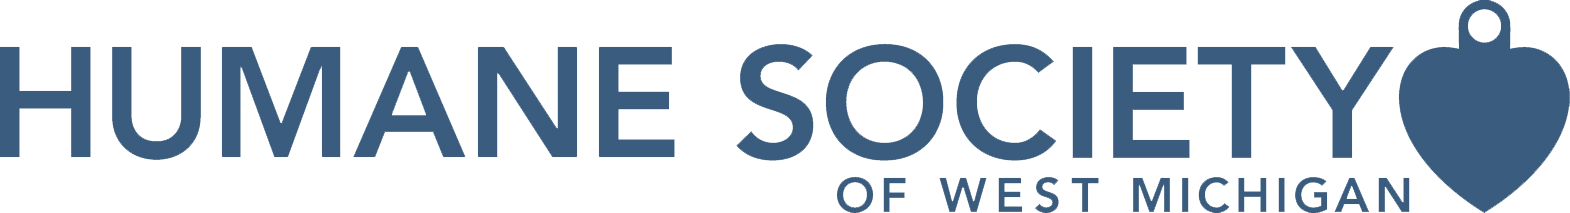 HUMANE SOCIETY
OF WEST MICHIGAN